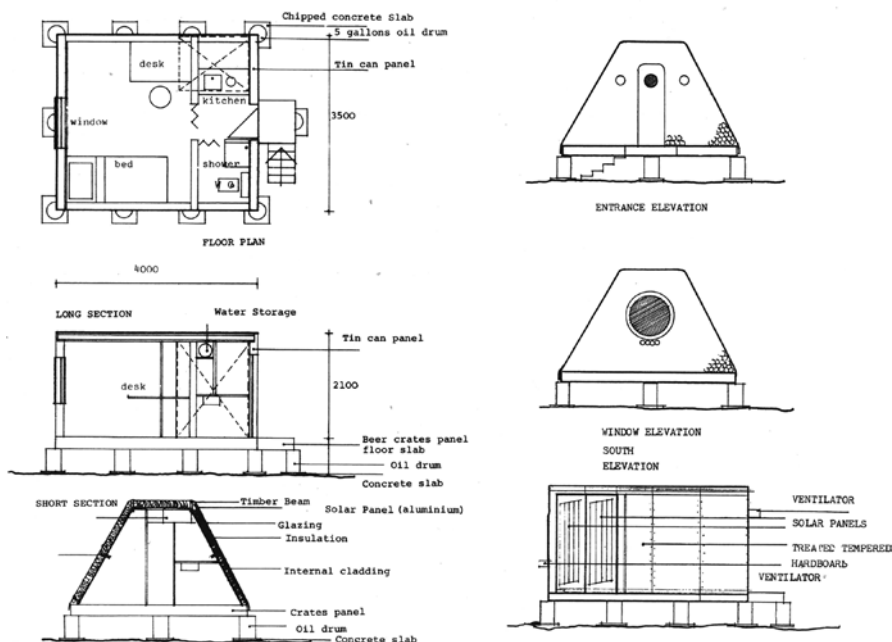 Chipped concrete Slab
5 gallons oil drum
desk
Tin can panel
kitchen
window
3500
bed
shower
W C
FLOOR PLAN
4000
LONG SECTION
Water Storage
Tin can panel
desk
2100
Beer crates panel
floor slab
Oil drum
Concrete slab
SHORT SECTION
Timber Beam
Solar Panel (aluminium)
Glazing
Insulation
Internal cladding
Crates panel
Oil drum
Concrete slab
ENTRANCE ELEVATION
WINDOW ELEVATION
SOUTH
ELEVATION
VENTILATOR
SOLAR PANELS
TREATED TEMPERED
HARDBOARD
VENTILATOR